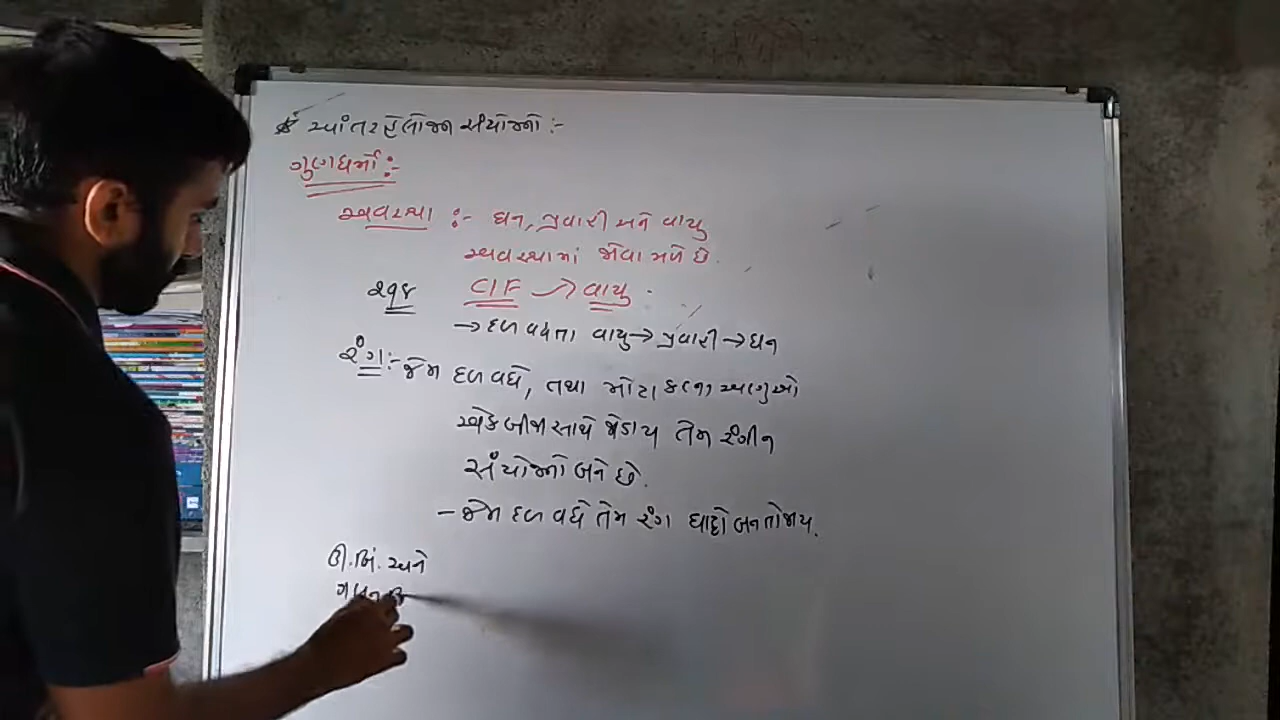 * આંતરહેલોજન સંયોજનો :-
ગુણધર્મો :-
અવસ્થા :- ઘન, પ્રવાહી અને વાયુ
અવસ્થામાં જોવા મળે છે.
૨૧૪ ClF → વાયુ.
→ દળ વધતા વાયુ → પ્રવાહી → ઘન
રંગ :- જેમ દળ વધે, તથા મોટા કદના અણુઓ
એકબીજા સાથે જોડાય તેમ રંગીન
સંયોજનો બને છે.
- જેમ દળ વધે તેમ રંગ ઘાટો બનતો જાય.
ઉ.બિં. અને